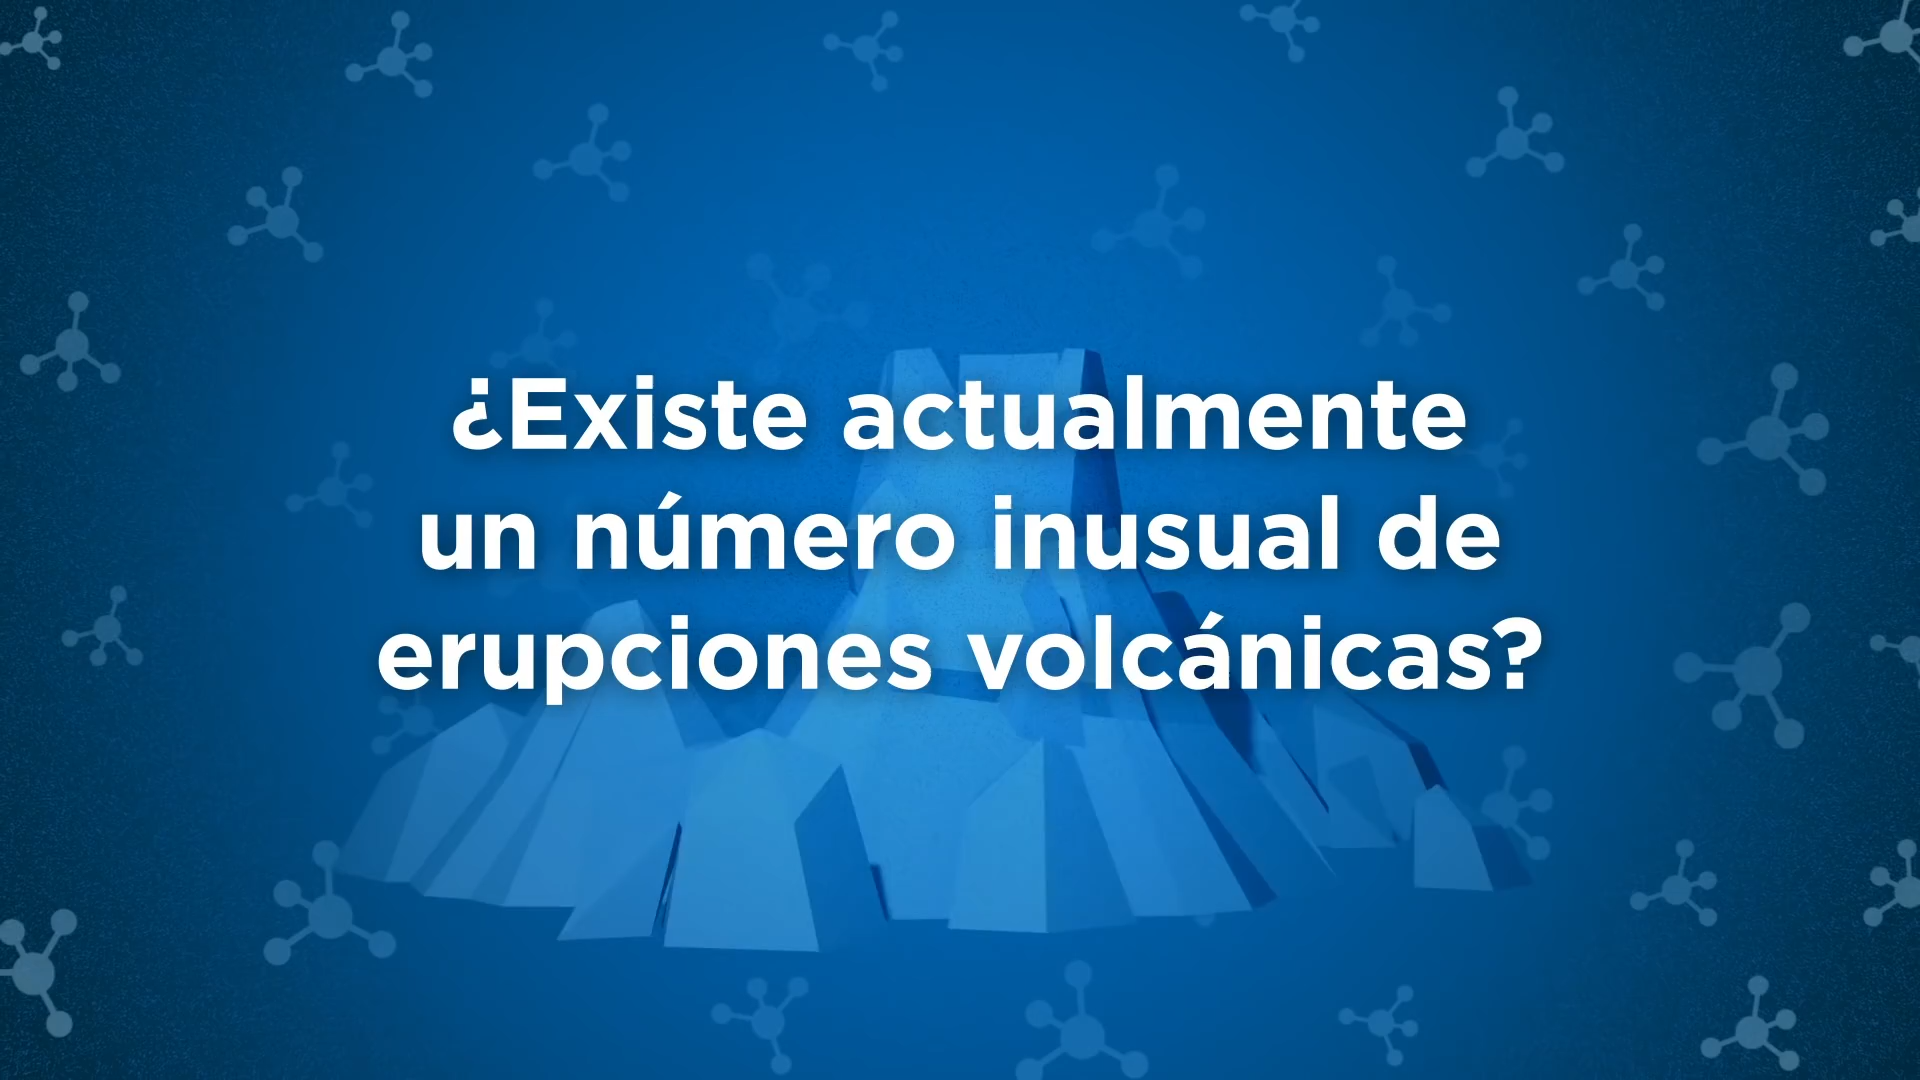 ¿Existe actualmente
un número inusual de
erupciones volcánicas?